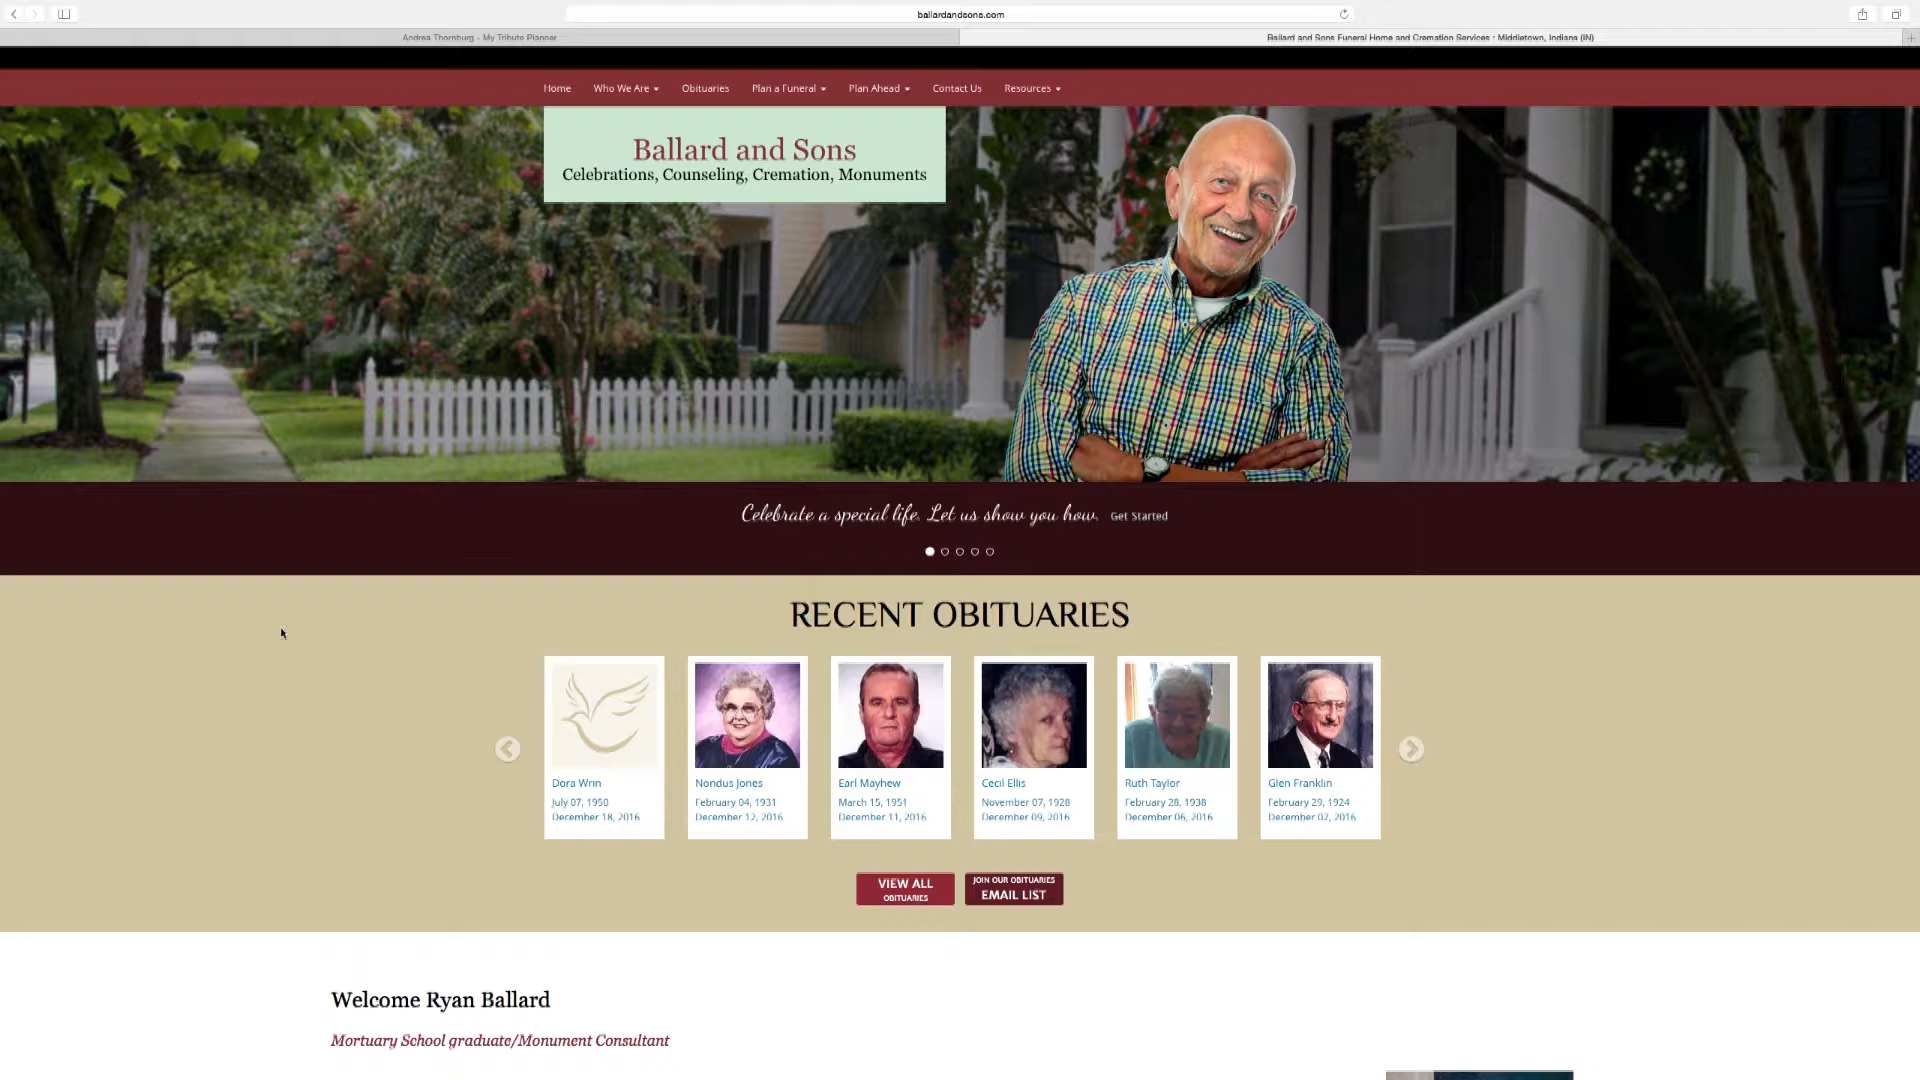 ballardandsons.com
Andrea Thornburg - My Tribute Planner
Ballard and Sons Funeral Home and Cremation Services : Middletown, Indiana (IN)
Home
Who We Are
Obituaries
Plan a Funeral
Plan Ahead
Contact Us
Resources
Ballard and Sons
Celebrations, Counseling, Cremation, Monuments
Celebrate a special life. Let us show you how.
Get Started
RECENT OBITUARIES
Dora Wrin
July 07, 1950
December 18, 2016
Nondus Jones
February 04, 1931
December 12, 2016
Earl Mayhew
March 15, 1951
December 11, 2016
Cecil Ellis
November 07, 1928
December 09, 2016
Ruth Taylor
February 28, 1938
December 06, 2016
Glen Franklin
February 29, 1924
December 02, 2016
VIEW ALL
OBITUARIES
JOIN OUR OBITUARIES
EMAIL LIST
Welcome Ryan Ballard
Mortuary School graduate/Monument Consultant